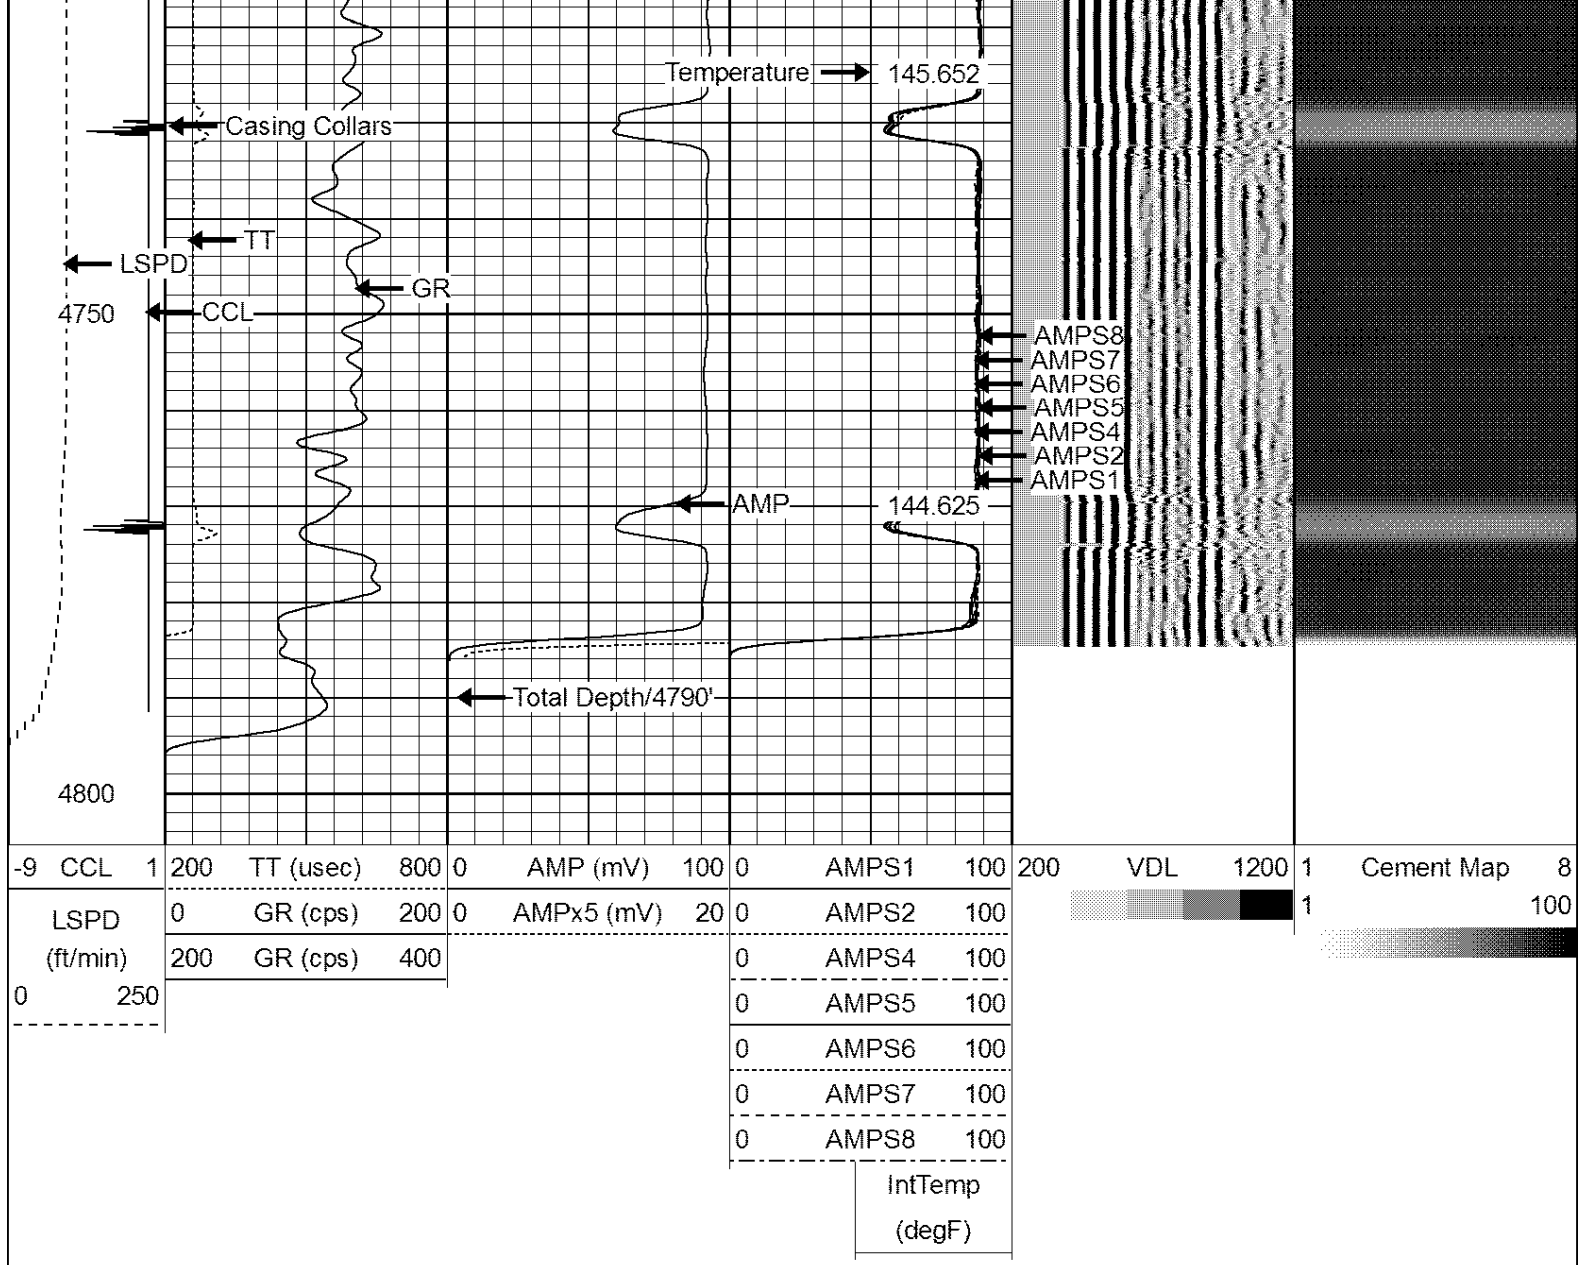 Temperature 145.652
Casing Collars
TT
LSPD
GR
4750 CCL
AMPS8
AMPS7
AMPS6
AMPS5
AMPS4
AMPS2
AMPS1
AMP 144.625
Total Depth/4790'
4800
-9 CCL 1 200 TT (usec) 800 0 AMP (mV) 100 0 AMPS1 100 200 VDL 1200 1 Cement Map 8
LSPD 0 GR (cps) 200 0 AMPx5 (mV) 20 0 AMPS2 100 1 100
(ft/min) 200 GR (cps) 400 0 AMPS4 100
0 250 0 AMPS5 100
0 AMPS6 100
0 AMPS7 100
0 AMPS8 100
IntTemp
(degF)